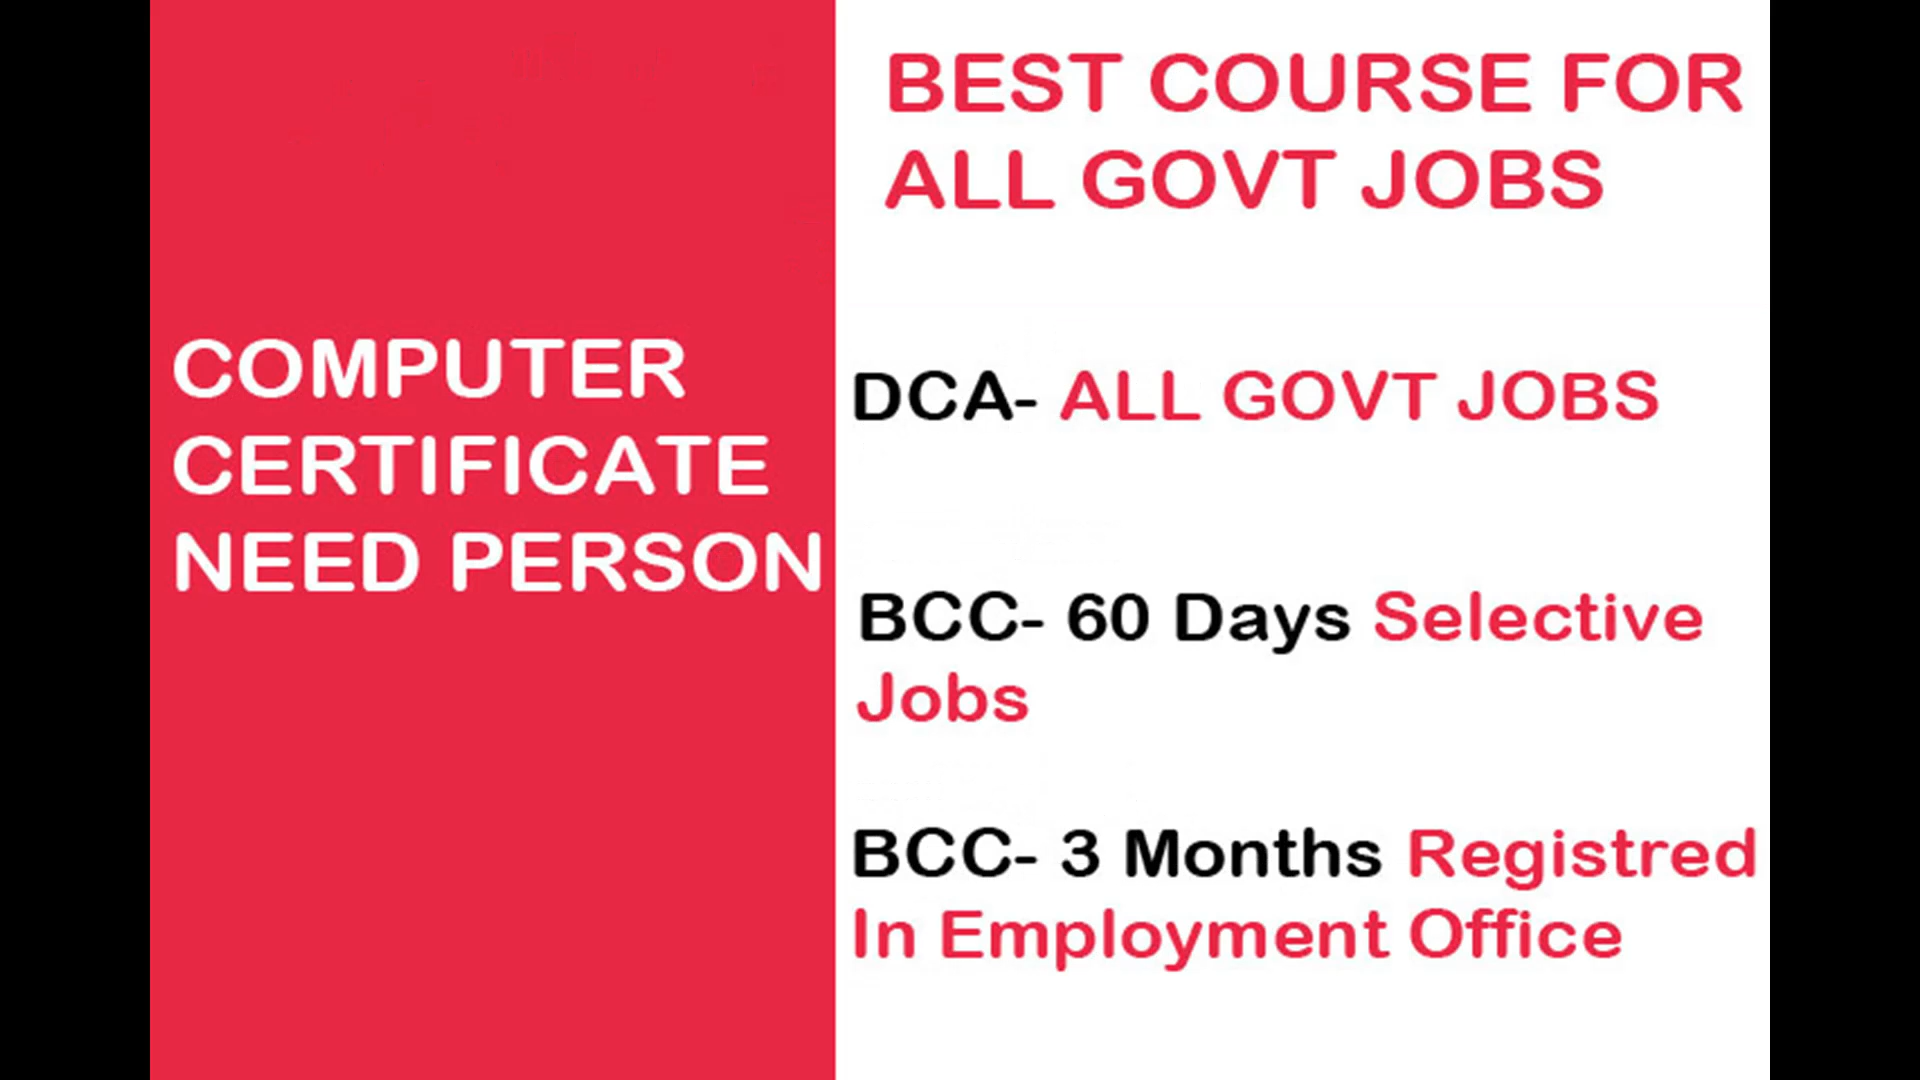 COMPUTER
CERTIFICATE
NEED PERSON
BEST COURSE FOR
ALL GOVT JOBS
DCA- ALL GOVT JOBS
BCC- 60 Days Selective
Jobs
BCC- 3 Months Registred
In Employment Office